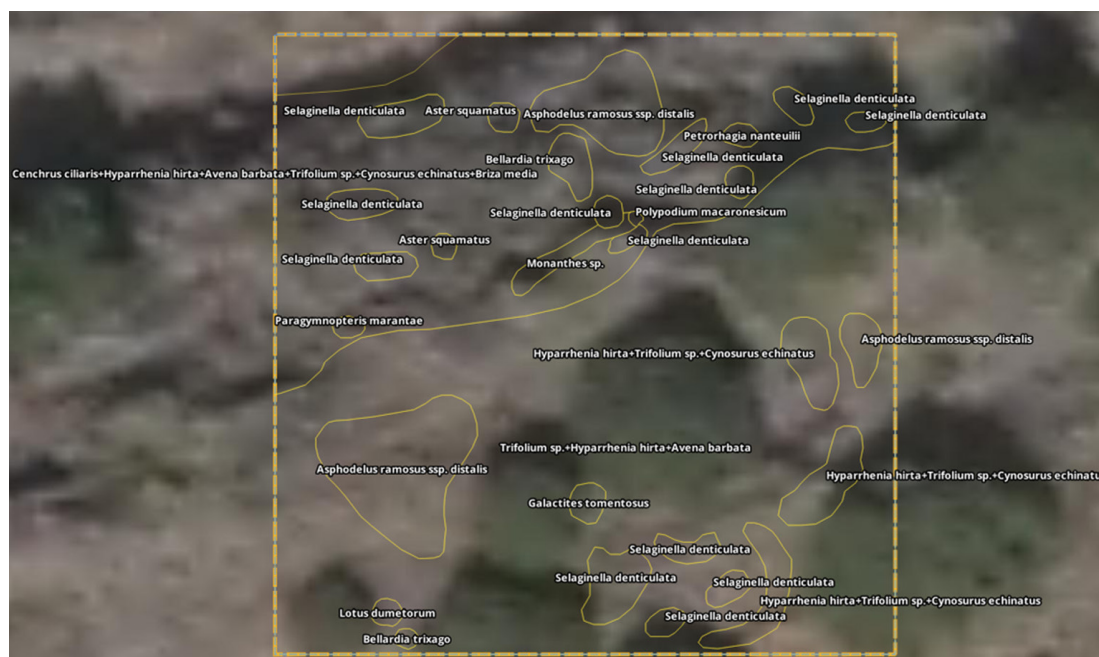 Selaginella denticulata
Selaginella denticulata
Aster squamatus
Asphodelus ramosus ssp. distalis
Selaginella denticulata
Petrorhagia nanteuilii
Bellardia trixago
Selaginella denticulata
Cenchrus ciliaris+Hyparrhenia hirta+Avena barbata+Trifolium sp.+Cynosurus echinatus+Briza media
Selaginella denticulata
Selaginella denticulata
Selaginella denticulata
Polypodium macaronesicum
Aster squamatus
Selaginella denticulata
Selaginella denticulata
Monanthes sp.
Paragymnopteris marantae
Asphodelus ramosus ssp. distalis
Hyparrhenia hirta+Trifolium sp.+Cynosurus echinatus
Trifolium sp.+Hyparrhenia hirta+Avena barbata
Asphodelus ramosus ssp. distalis
Hyparrhenia hirta+Trifolium sp.+Cynosurus echinatu
Galactites tomentosus
Selaginella denticulata
Selaginella denticulata
Selaginella denticulata
Hyparrhenia hirta+Trifolium sp.+Cynosurus echinatus
Lotus dumetorum
Selaginella denticulata
Bellardia trixago